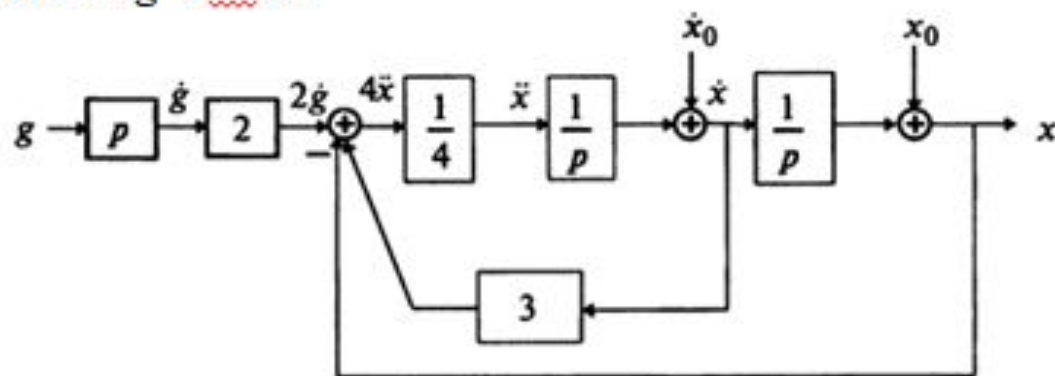 ẋ₀ x₀
g p ġ 2 2ġ + 4ẍ 1/4 ẍ 1/p + ẋ 1/p + x
−
3